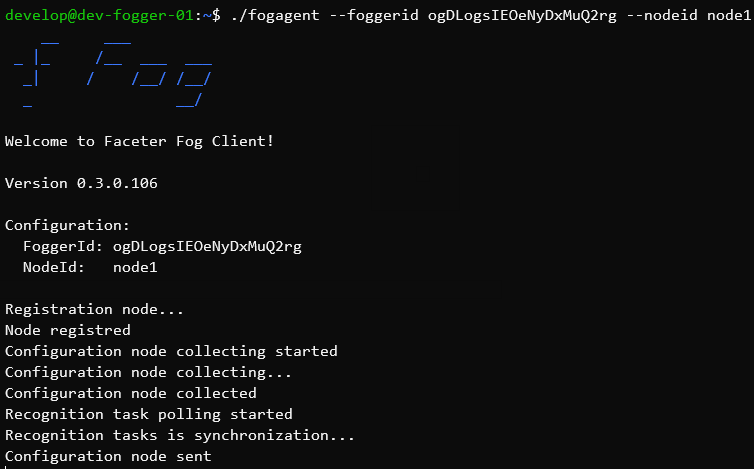 develop@dev-fogger-01:~$ ./fogagent --foggerid ogDLogsIEOeNyDxMuQ2rg --nodeid node1
Welcome to Faceter Fog Client!
Version 0.3.0.106
Configuration:
FoggerId: ogDLogsIEOeNyDxMuQ2rg
NodeId: node1
Registration node...
Node registred
Configuration node collecting started
Configuration node collecting...
Configuration node collected
Recognition task polling started
Recognition tasks is synchronization...
Configuration node sent